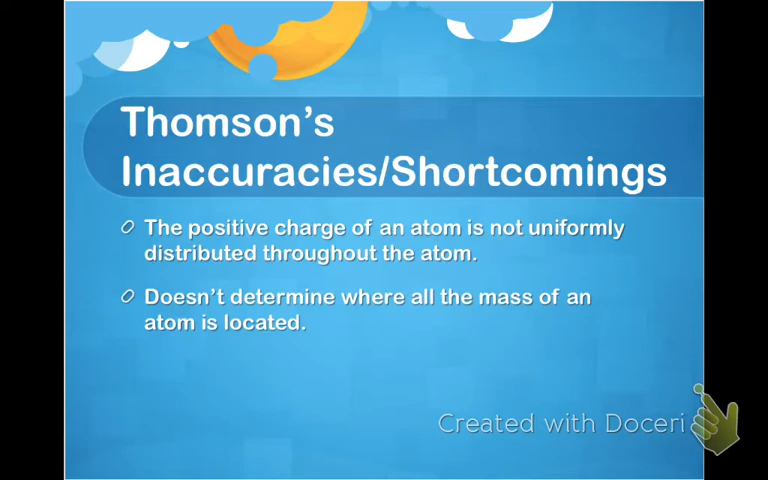 Thomson’s
Inaccuracies/Shortcomings
The positive charge of an atom is not uniformly
distributed throughout the atom.
Doesn’t determine where all the mass of an
atom is located.
Created with Doceri